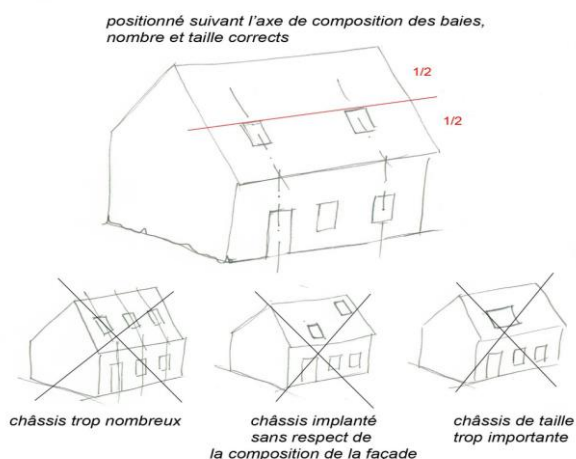 positionné suivant l'axe de composition des baies,
nombre et taille corrects
1/2
1/2
châssis trop nombreux
châssis implanté
sans respect de
la composition de la façade
châssis de taille
trop importante